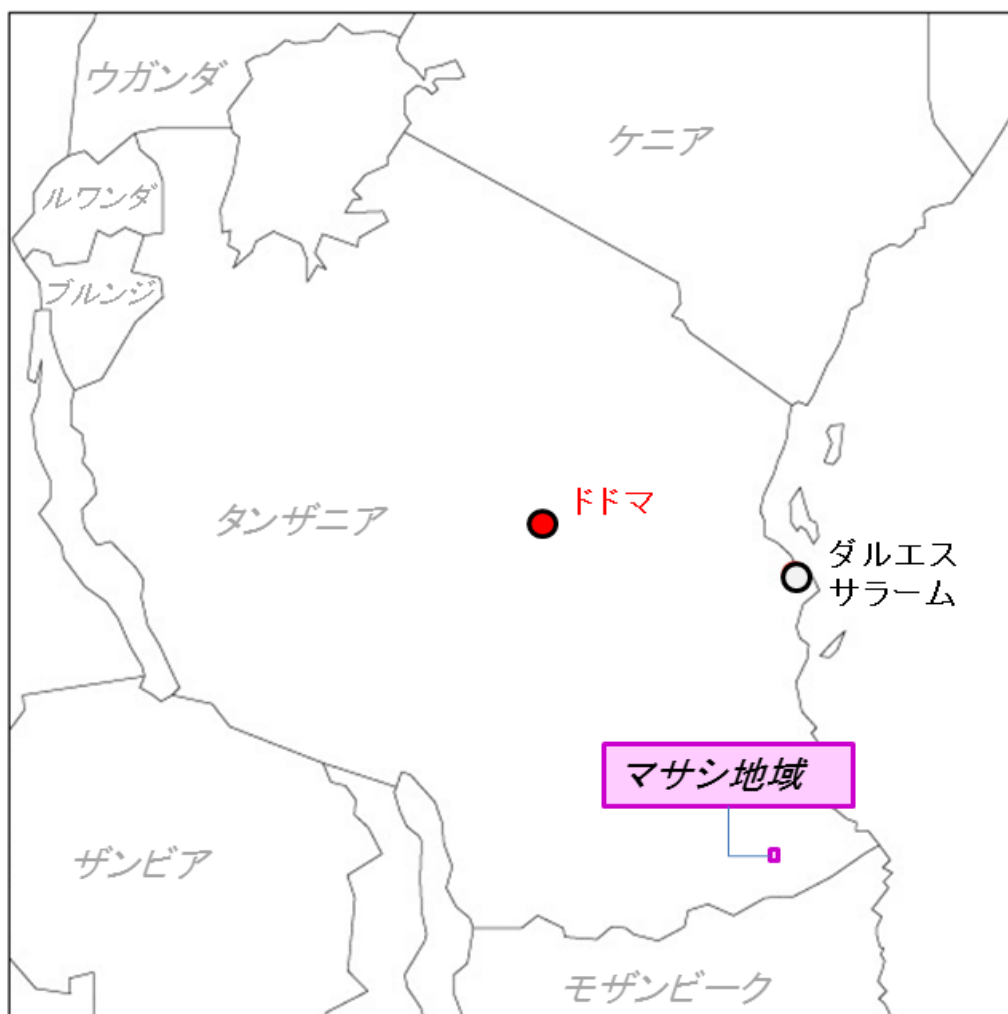 ウガンダ
ケニア
ルワンダ
ブルンジ
タンザニア
ドドマ
ダルエス
サラーム
マサシ地域
ザンビア
モザンビーク